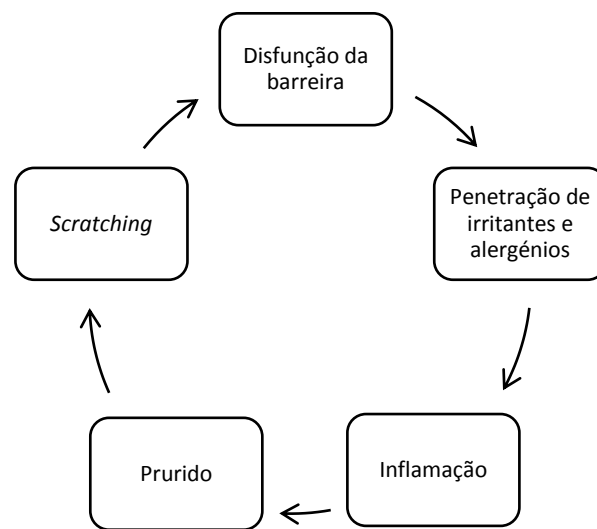 Disfunção da
barreira
Penetração de
irritantes e
alergénios
Inflamação
Prurido
Scratching